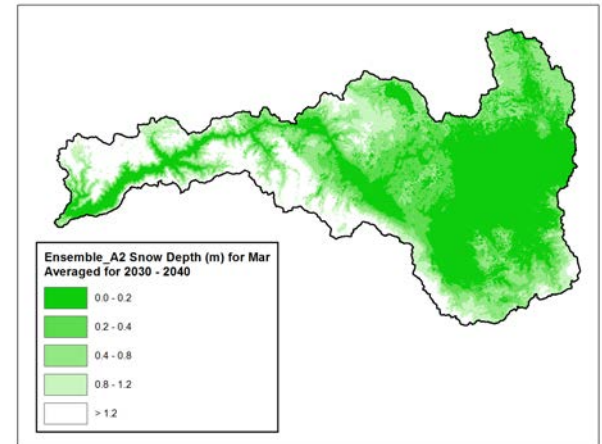 Ensemble_A2 Snow Depth (m) for Mar
Averaged for 2030 - 2040
0.0 - 0.2
0.2 - 0.4
0.4 - 0.8
0.8 - 1.2
> 1.2